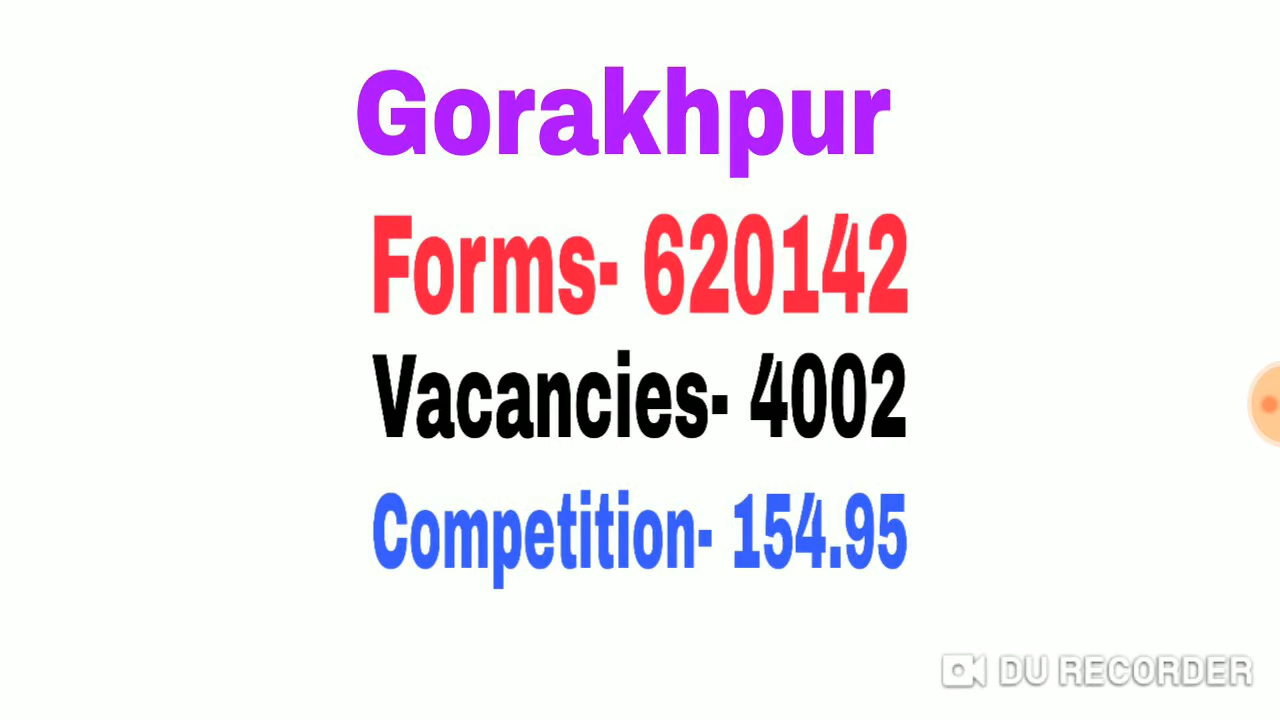 Gorakhpur
Forms- 620142
Vacancies- 4002
Competition- 154.95
DU RECORDER